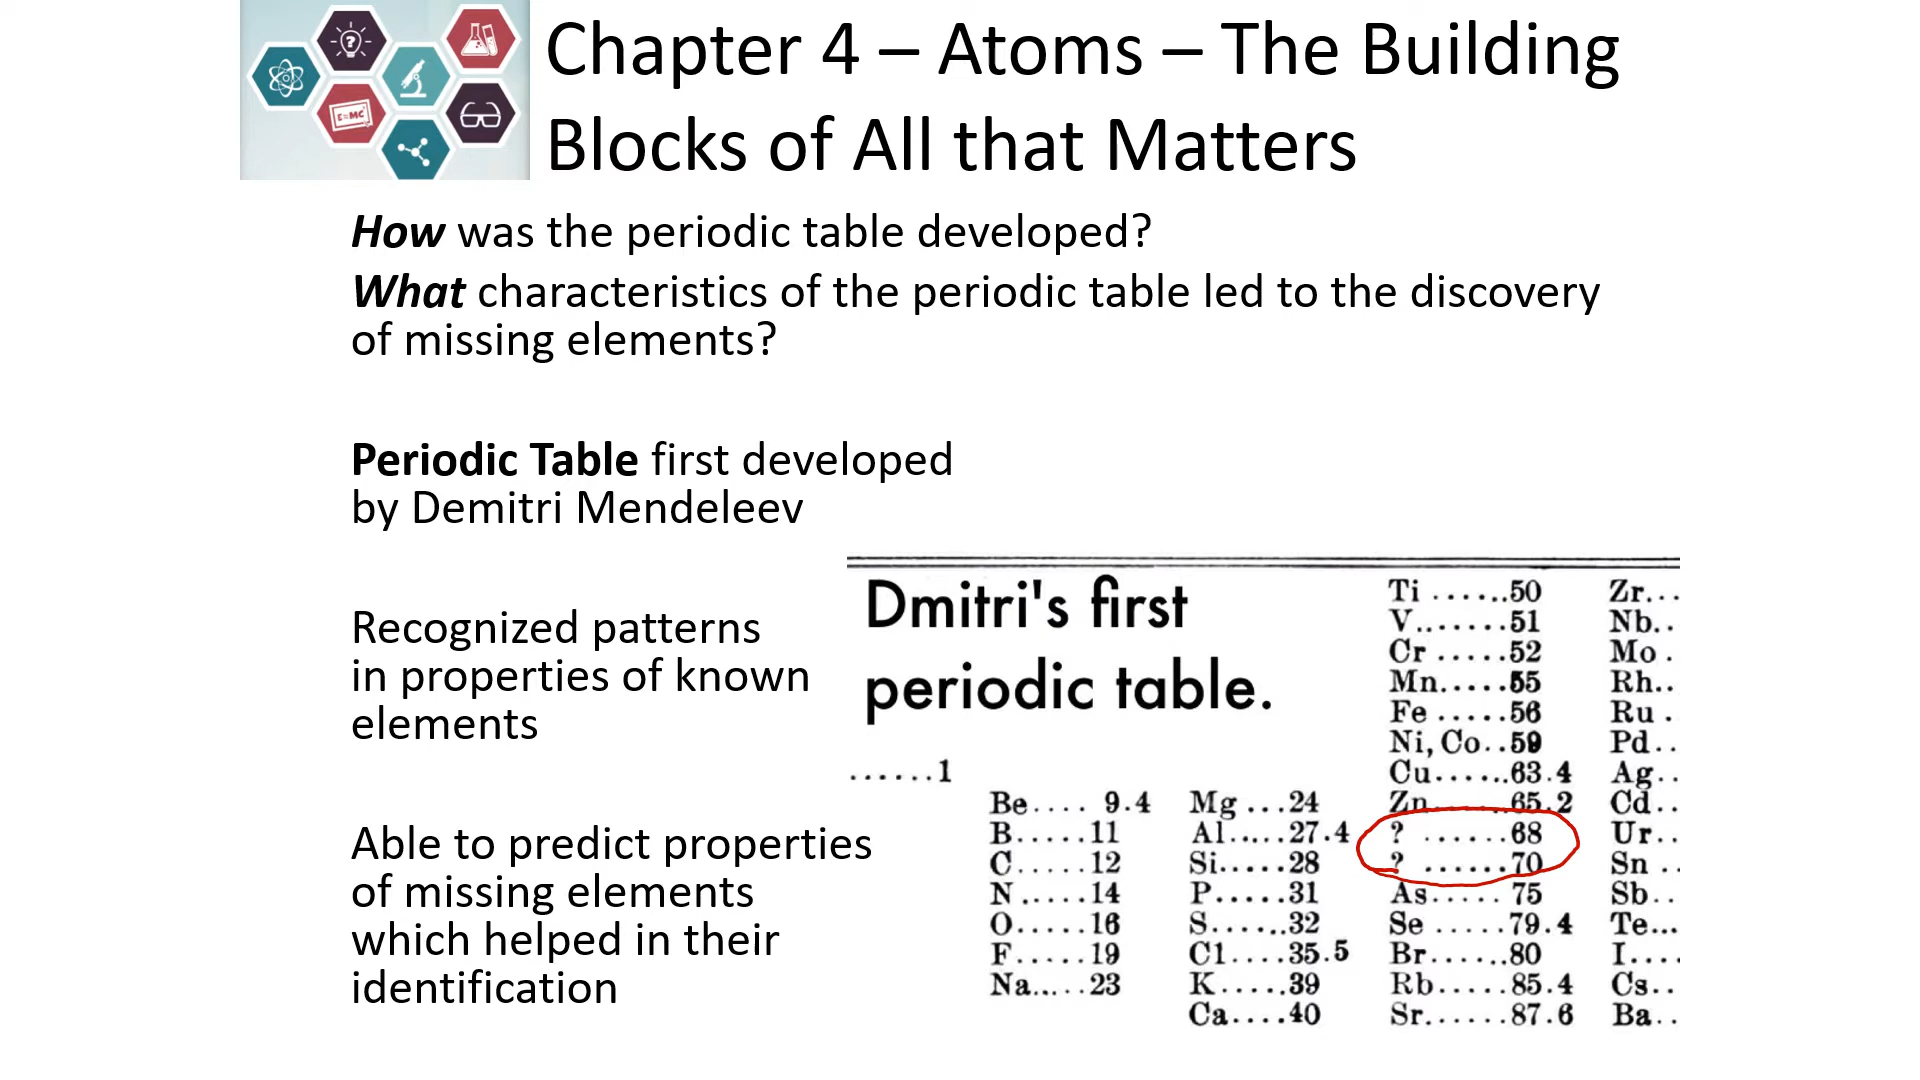 Chapter 4 – Atoms – The Building
Blocks of All that Matters
?
E=MC²
How was the periodic table developed?
What characteristics of the periodic table led to the discovery
of missing elements?
Periodic Table first developed
by Demitri Mendeleev
Recognized patterns
in properties of known
elements
Able to predict properties
of missing elements
which helped in their
identification
Dmitri's first
periodic table.
......1
Be.... 9.4
B.....11
C.....12
N.....14
O.....16
F.....19
Na.....23
Mg...24
Al.....27.4
Si.....28
P.....31
S......32
Cl....35.5
K.....39
Ca....40
Ti ......50
V.......51
Cr .....52
Mn.....55
Fe .....56
Ni, Co..59
Cu......63.4
Zn......65.2
? ......68
? ......70
As..... 75
Se .....79.4
Br......80
Rb.....85.4
Sr......87.6
Zr...
Nb..
Mo .
Rh..
Ru .
Pd..
Ag..
Cd..
Ur..
Sn ..
Sb..
Te...
I....
Cs..
Ba..